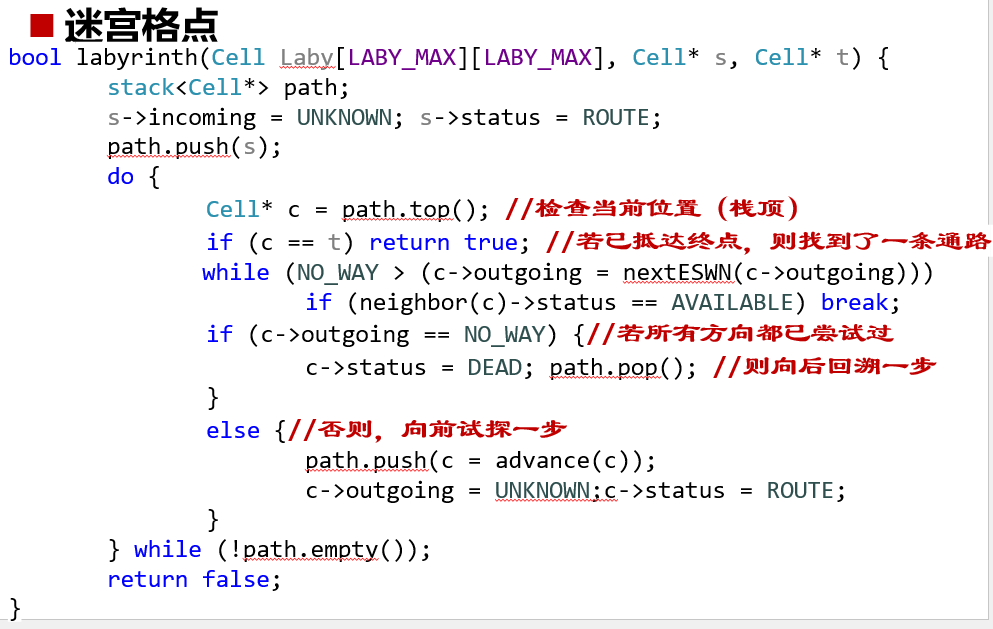 迷宫格点
bool labyrinth(Cell Laby[LABY_MAX][LABY_MAX], Cell* s, Cell* t) {
stack<Cell*> path;
s->incoming = UNKNOWN; s->status = ROUTE;
path.push(s);
do {
Cell* c = path.top(); //检查当前位置（栈顶）
if (c == t) return true; //若已抵达终点，则找到了一条通路
while (NO_WAY > (c->outgoing = nextESWN(c->outgoing)))
if (neighbor(c)->status == AVAILABLE) break;
if (c->outgoing == NO_WAY) {//若所有方向都已尝试过
c->status = DEAD; path.pop(); //则向后回溯一步
}
else {//否则，向前试探一步
path.push(c = advance(c));
c->outgoing = UNKNOWN;c->status = ROUTE;
}
} while (!path.empty());
return false;
}